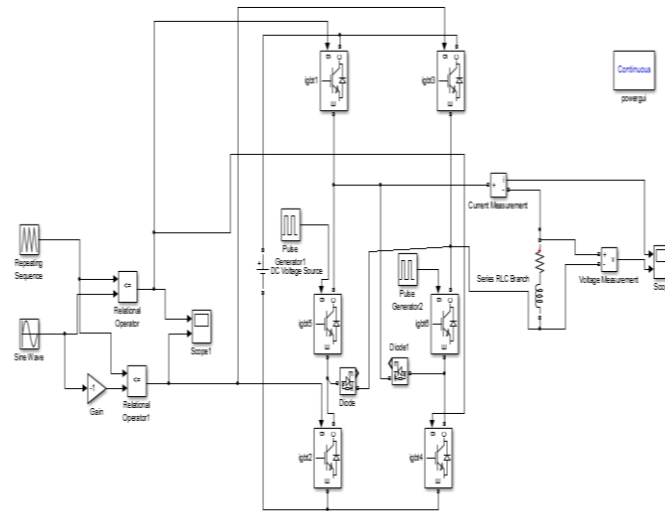 igbt1
igbt3
Continuous
powergui
Current Measurement
Pulse
Generator1
DC Voltage Source
Repeating
Sequence
<=
Relational
Operator
Pulse
Generator2
Series RLC Branch
Voltage Measurement
Scope1
igbt5
igbt6
Sine Wave
-1
Gain
<=
Relational
Operator1
Diode
Diode1
igbt2
igbt4